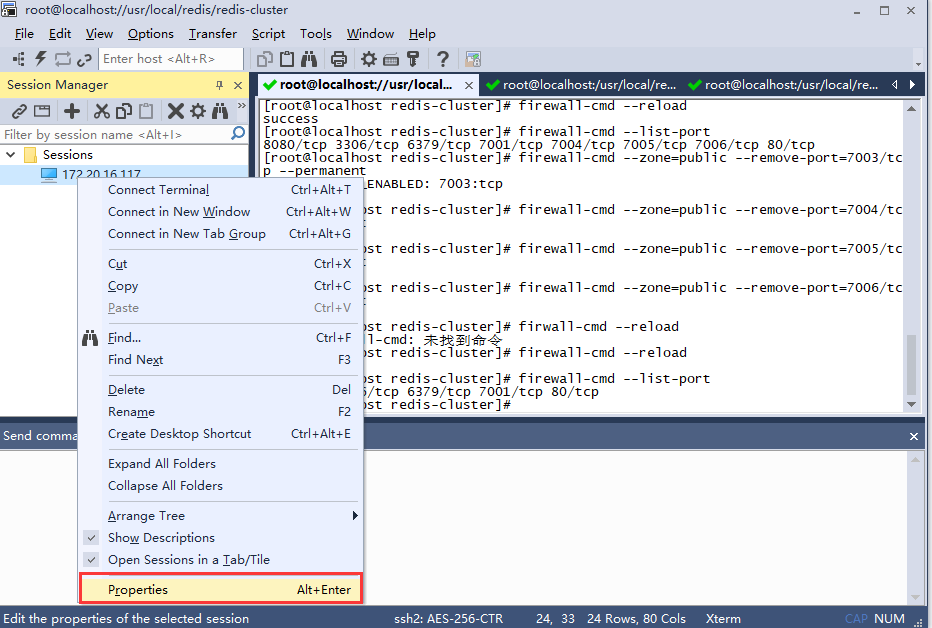 root@localhost://usr/local/redis/redis-cluster
File Edit View Options Transfer Script Tools Window Help
Enter host <Alt+R>
Session Manager
root@localhost://usr/local...
root@localhost://usr/local/re...
root@localhost://usr/local/re...
Filter by session name <Alt+I>
Sessions
172.20.16.117
[root@localhost redis-cluster]# firewall-cmd --reload
success
[root@localhost redis-cluster]# firewall-cmd --list-port
8080/tcp 3306/tcp 6379/tcp 7001/tcp 7004/tcp 7005/tcp 7006/tcp 80/tcp
[root@localhost redis-cluster]# firewall-cmd --zone=public --remove-port=7003/tc
p --permanent
ENABLED: 7003:tcp
ost redis-cluster]# firewall-cmd --zone=public --remove-port=7004/tc
ost redis-cluster]# firewall-cmd --zone=public --remove-port=7005/tc
ost redis-cluster]# firewall-cmd --zone=public --remove-port=7006/tc
ost redis-cluster]# firwall-cmd --reload
ll-cmd: 未找到命令
ost redis-cluster]# firewall-cmd --reload
ost redis-cluster]# firewall-cmd --list-port
/tcp 6379/tcp 7001/tcp 80/tcp
ost redis-cluster]#
Connect Terminal Ctrl+Alt+T
Connect in New Window Ctrl+Alt+W
Connect in New Tab Group Ctrl+Alt+G
Cut Ctrl+X
Copy Ctrl+C
Paste Ctrl+V
Find... Ctrl+F
Find Next F3
Delete Del
Rename F2
Create Desktop Shortcut Ctrl+Alt+E
Expand All Folders
Collapse All Folders
Arrange Tree
Show Descriptions
Open Sessions in a Tab/Tile
Properties Alt+Enter
Send comma
Edit the properties of the selected session
ssh2: AES-256-CTR 24, 33 24 Rows, 80 Cols Xterm CAP NUM